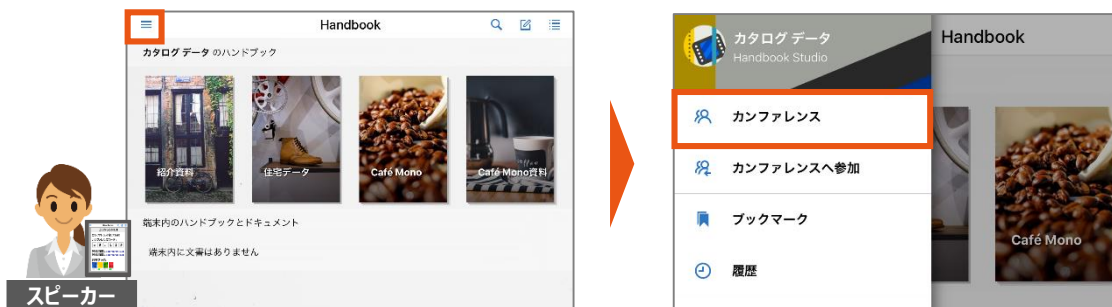 Handbook
カタログ データ のハンドブック
紹介資料
住宅データ
Café Mono
Café Mono資料
端末内のハンドブックとドキュメント
端末内に文書はありません
スピーカー
カタログ データ
Handbook Studio
Handbook
カンファレンス
カンファレンスへ参加
ブックマーク
履歴
Café Mono